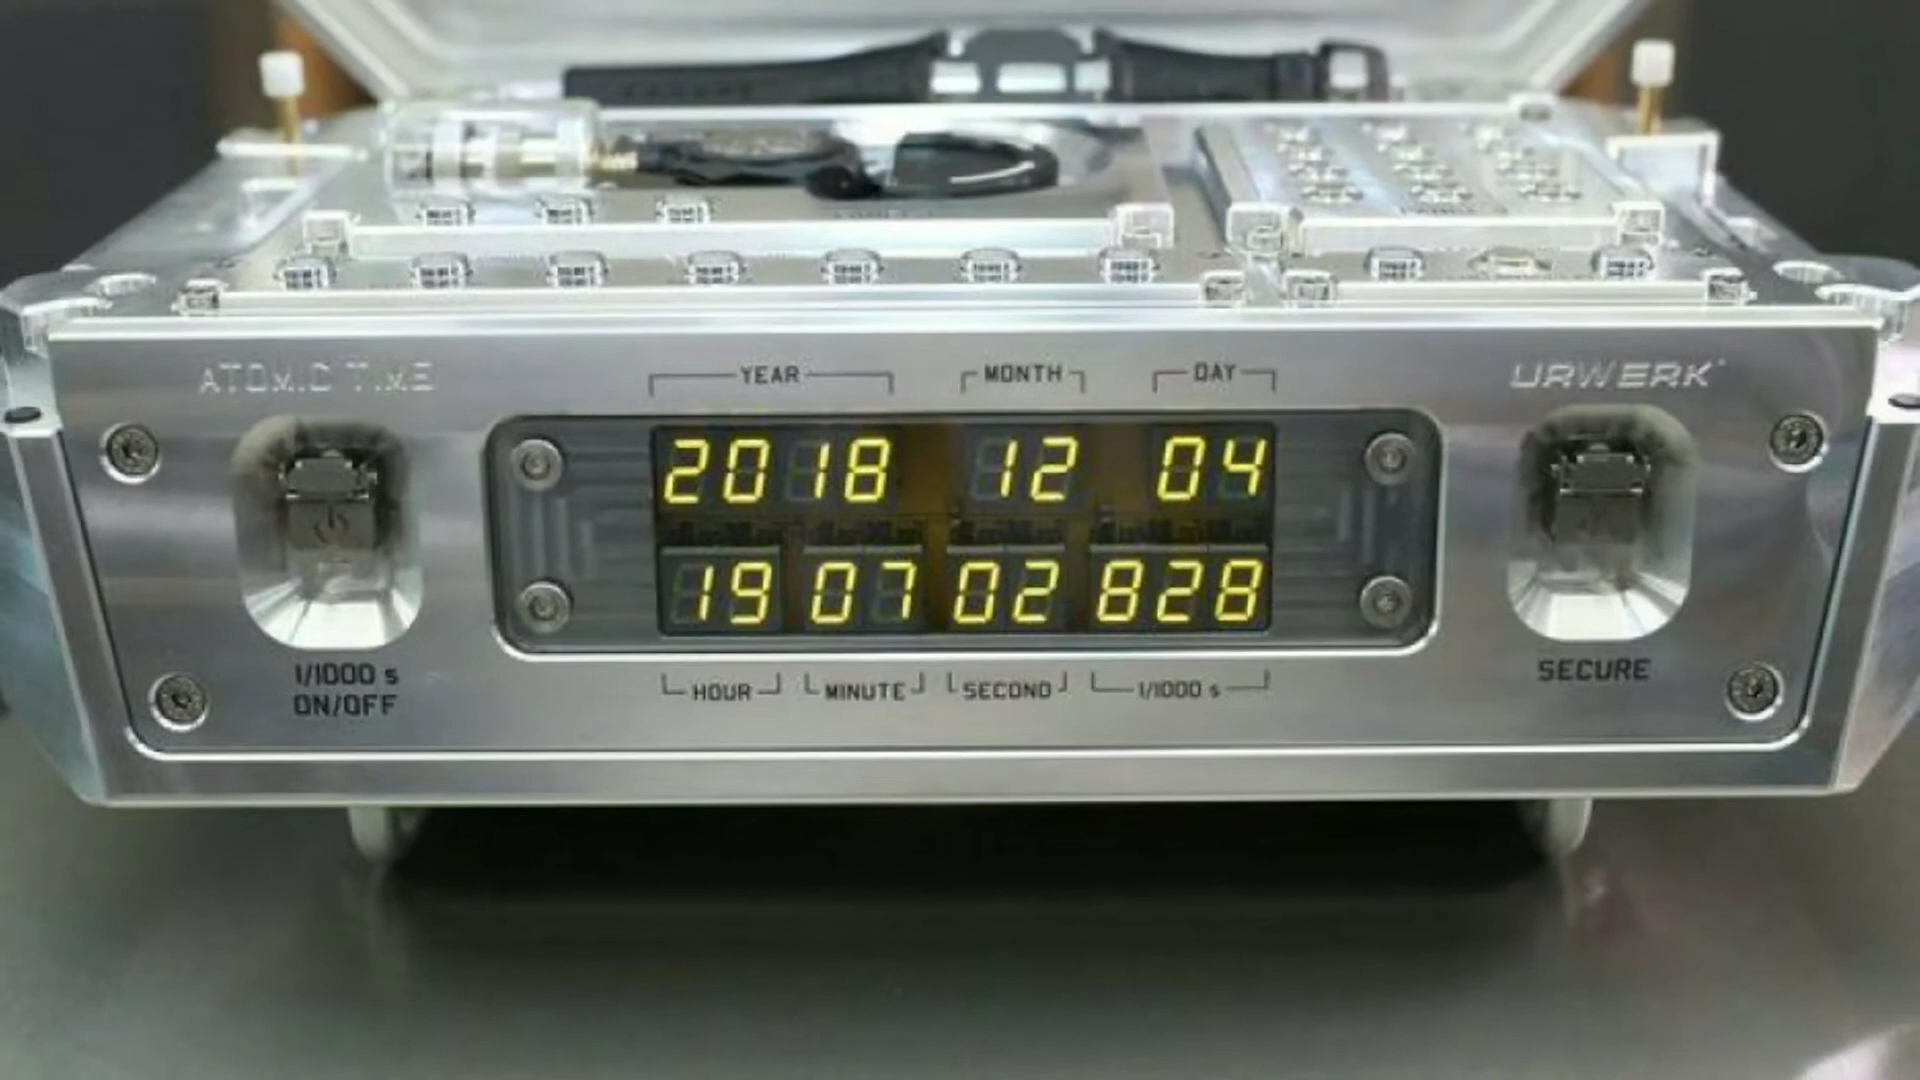 ATOMIC TIME
URWERK
YEAR MONTH DAY
2018 12 04
19 07 02 828
HOUR MINUTE SECOND 1/1000 s
1/1000 s
ON/OFF
SECURE